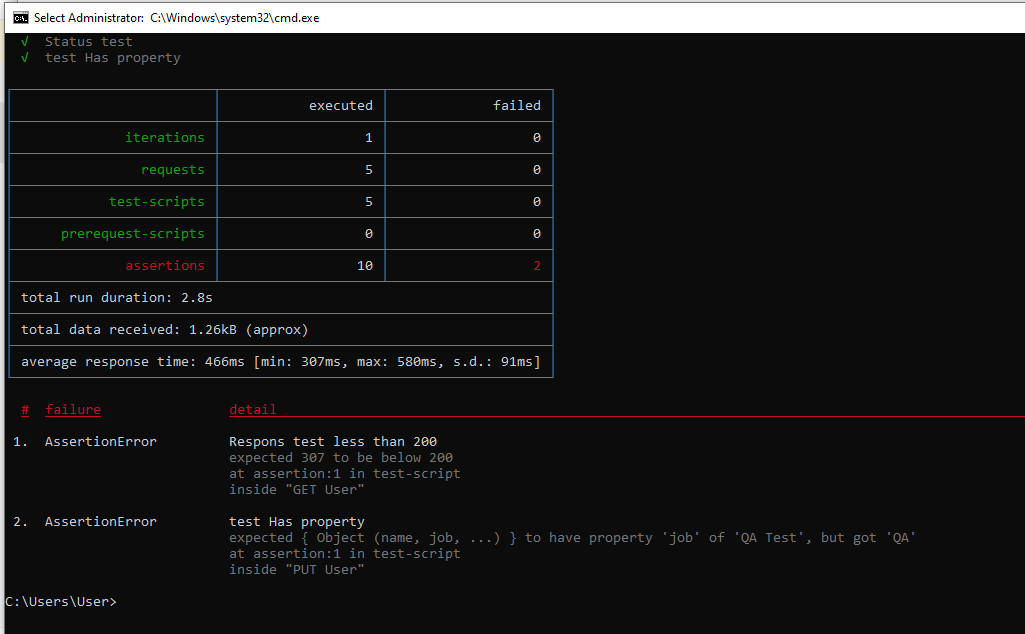 Select Administrator: C:\Windows\system32\cmd.exe
√ Status test
√ test Has property
executed failed
iterations 1 0
requests 5 0
test-scripts 5 0
prerequest-scripts 0 0
assertions 10 2
total run duration: 2.8s
total data received: 1.26kB (approx)
average response time: 466ms [min: 307ms, max: 580ms, s.d.: 91ms]
# failure detail
1. AssertionError Respons test less than 200
expected 307 to be below 200
at assertion:1 in test-script
inside "GET User"
2. AssertionError test Has property
expected { Object (name, job, ...) } to have property 'job' of 'QA Test', but got 'QA'
at assertion:1 in test-script
inside "PUT User"
C:\Users\User>